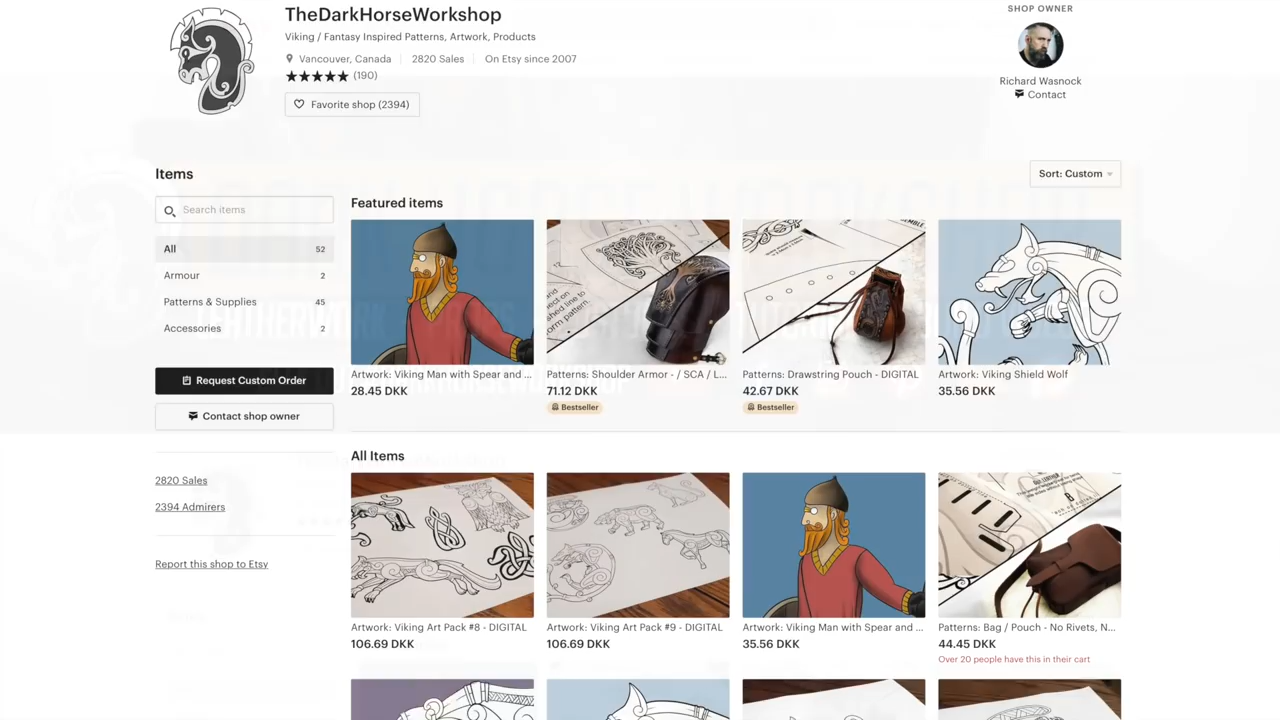 TheDarkHorseWorkshop
Viking / Fantasy Inspired Patterns, Artwork, Products
Vancouver, Canada
2820 Sales
On Etsy since 2007
(190)
Favorite shop (2394)
SHOP OWNER
Richard Wasnock
Contact
Items
Sort: Custom
Search items
All 52
Armour 2
Patterns & Supplies 45
Accessories 2
Request Custom Order
Contact shop owner
2820 Sales
2394 Admirers
Report this shop to Etsy
Featured items
Artwork: Viking Man with Spear and ...
28.45 DKK
Patterns: Shoulder Armor - / SCA / L...
71.12 DKK
Bestseller
Patterns: Drawstring Pouch - DIGITAL
42.67 DKK
Bestseller
Artwork: Viking Shield Wolf
35.56 DKK
All Items
Artwork: Viking Art Pack #8 - DIGITAL
106.69 DKK
Artwork: Viking Art Pack #9 - DIGITAL
106.69 DKK
Artwork: Viking Man with Spear and ...
35.56 DKK
Patterns: Bag / Pouch - No Rivets, N...
44.45 DKK
Over 20 people have this in their cart